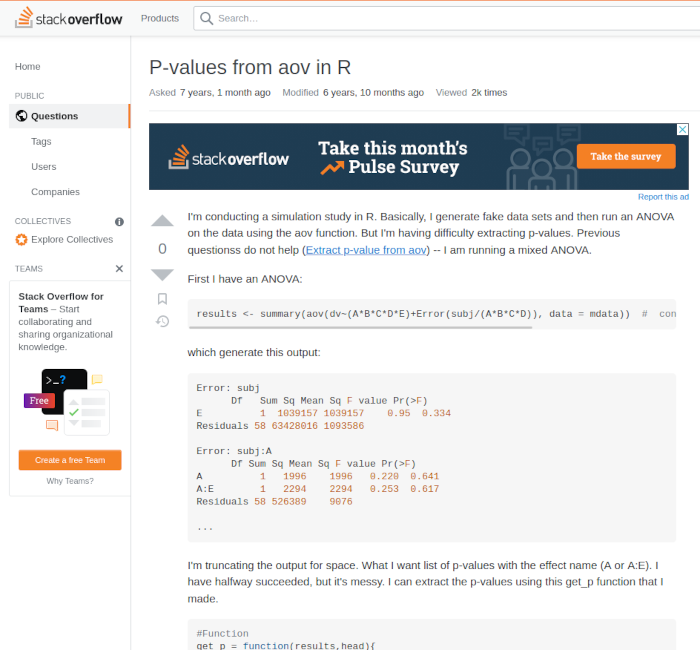 stackoverflow Products Search…
Home
PUBLIC
Questions
Tags
Users
Companies
COLLECTIVES
Explore Collectives
TEAMS
Stack Overflow for
Teams – Start
collaborating and
sharing organizational
knowledge.
>_?
Free
Create a free Team
Why Teams?
P-values from aov in R
Asked 7 years, 1 month ago Modified 6 years, 10 months ago Viewed 2k times
stackoverflow
Take this month's
Pulse Survey
Take the survey
Report this ad
0
I'm conducting a simulation study in R. Basically, I generate fake data sets and then run an ANOVA
on the data using the aov function. But I'm having difficulty extracting p-values. Previous
questionss do not help (Extract p-value from aov) -- I am running a mixed ANOVA.
First I have an ANOVA:
results <- summary(aov(dv~(A*B*C*D*E)+Error(subj/(A*B*C*D)), data = mdata)) # con
which generate this output:
Error: subj
Df Sum Sq Mean Sq F value Pr(>F)
E 1 1039157 1039157 0.95 0.334
Residuals 58 63428016 1093586
Error: subj:A
Df Sum Sq Mean Sq F value Pr(>F)
A 1 1996 1996 0.220 0.641
A:E 1 2294 2294 0.253 0.617
Residuals 58 526389 9076
...
I'm truncating the output for space. What I want list of p-values with the effect name (A or A:E). I
have halfway succeeded, but it's messy. I can extract the p-values using this get_p function that I
made.
#Function
get_p = function(results,head){